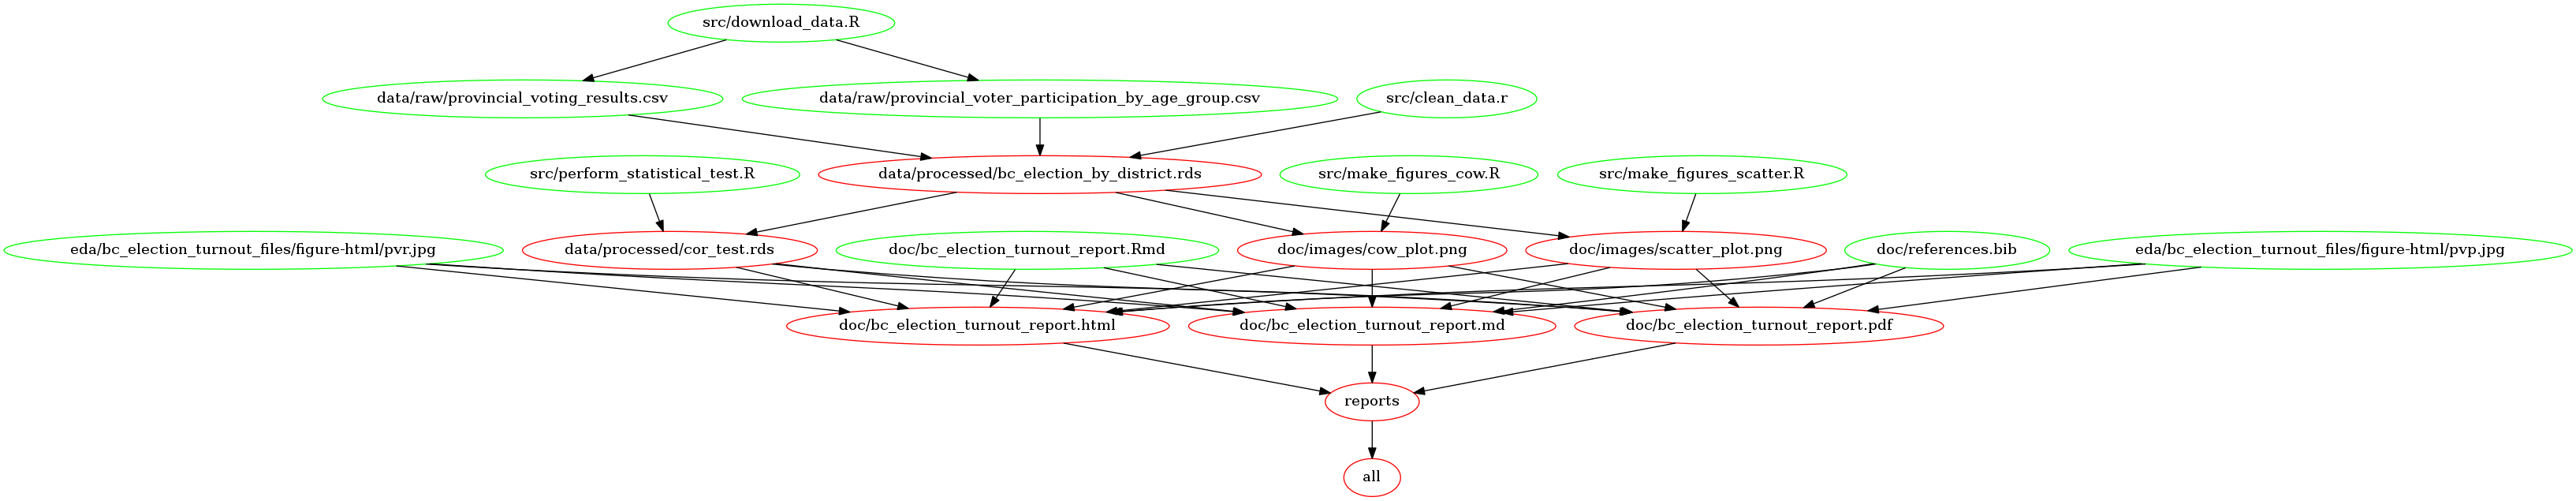 src/download_data.R
data/raw/provincial_voting_results.csv
data/raw/provincial_voter_participation_by_age_group.csv
src/clean_data.r
src/perform_statistical_test.R
data/processed/bc_election_by_district.rds
src/make_figures_cow.R
src/make_figures_scatter.R
eda/bc_election_turnout_files/figure-html/pvr.jpg
data/processed/cor_test.rds
doc/bc_election_turnout_report.Rmd
doc/images/cow_plot.png
doc/images/scatter_plot.png
doc/references.bib
eda/bc_election_turnout_files/figure-html/pvp.jpg
doc/bc_election_turnout_report.html
doc/bc_election_turnout_report.md
doc/bc_election_turnout_report.pdf
reports
all